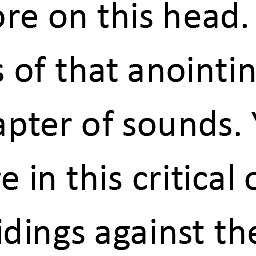 ore on this head.
s of that anointin
apter of sounds. Y
re in this critical c
idings against the